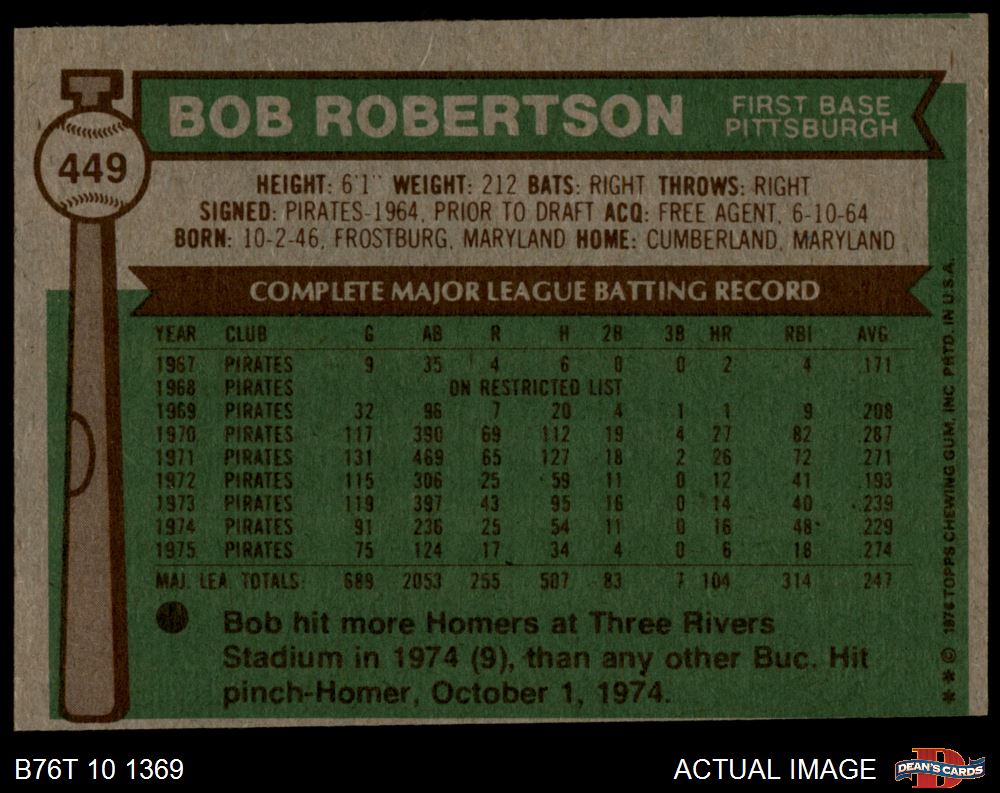 BOB ROBERTSON
FIRST BASE
PITTSBURGH
449
HEIGHT: 6'1" WEIGHT: 212 BATS: RIGHT THROWS: RIGHT
SIGNED: PIRATES-1964, PRIOR TO DRAFT ACQ: FREE AGENT, 6-10-64
BORN: 10-2-46, FROSTBURG, MARYLAND HOME: CUMBERLAND, MARYLAND
COMPLETE MAJOR LEAGUE BATTING RECORD
YEAR CLUB G AB R H 2B 3B HR RBI AVG.
1967 PIRATES 9 35 4 6 0 0 2 4 .171
1968 PIRATES ON RESTRICTED LIST
1969 PIRATES 32 96 7 20 4 1 1 9 .208
1970 PIRATES 117 390 69 112 19 4 27 82 .287
1971 PIRATES 131 469 65 127 18 2 26 72 .271
1972 PIRATES 115 306 25 59 11 0 12 41 .193
1973 PIRATES 119 397 43 95 16 0 14 40 .239
1974 PIRATES 91 236 25 54 11 0 16 48 .229
1975 PIRATES 75 124 17 34 4 0 6 18 .274
MAJ. LEA. TOTALS: 689 2053 255 507 83 7 104 314 .247
Bob hit more Homers at Three Rivers
Stadium in 1974 (9), than any other Buc. Hit
pinch-Homer, October 1, 1974.
* * © 1976 TOPPS CHEWING GUM, INC. PRTD. IN U.S.A.
B76T 10 1369
ACTUAL IMAGE
DEAN'S CARDS